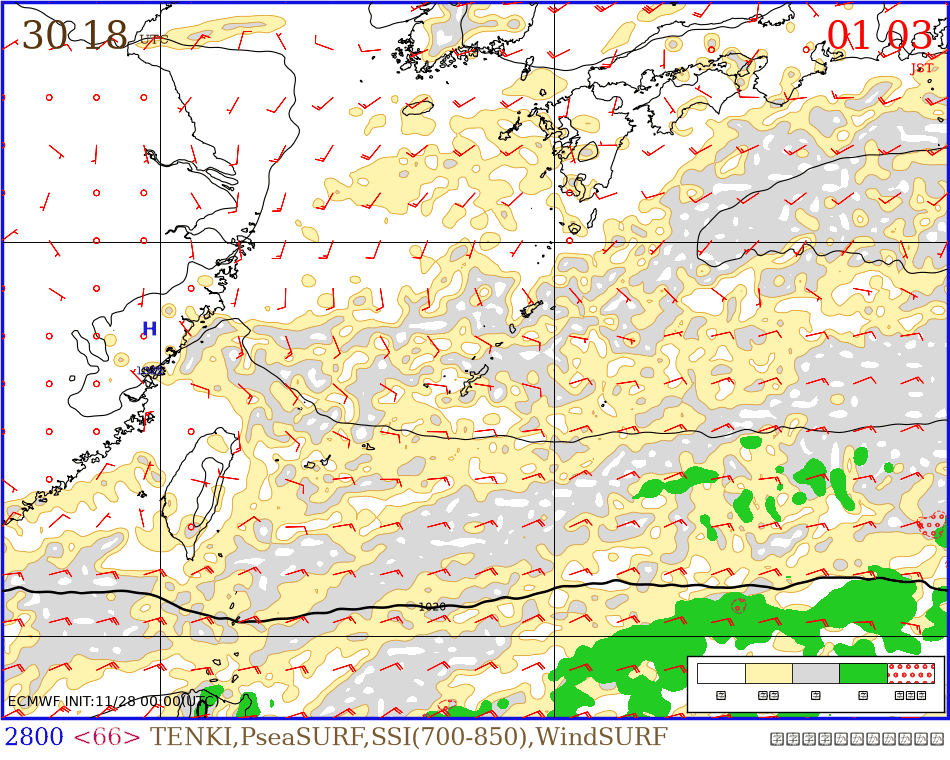 30 18 UTC 01 03
JST
H
1020
ECMWF INIT:11/28 00:00(UTC)
2800 <66> TENKI,PseaSURF,SSI(700-850),WindSURF